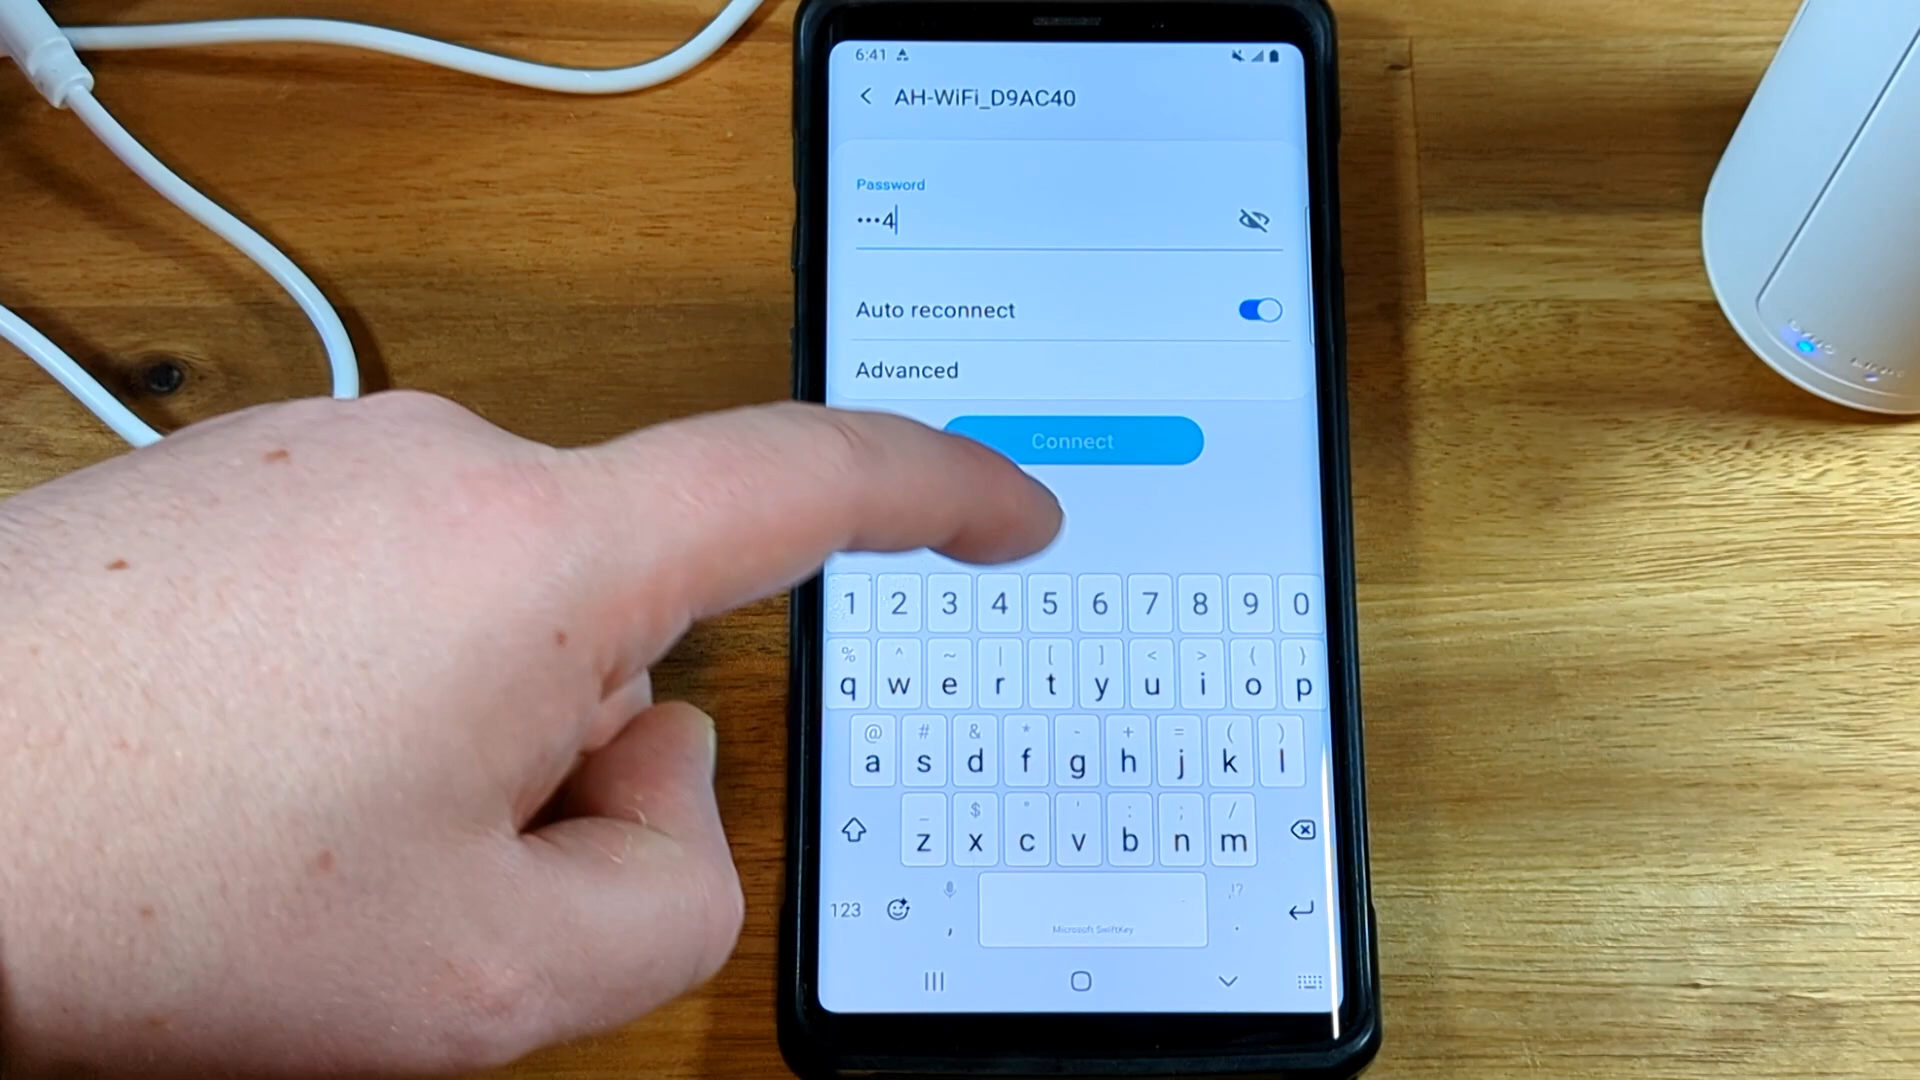 6:41
AH-WiFi_D9AC40
Password
•••4
Auto reconnect
Advanced
Connect
1 2 3 4 5 6 7 8 9 0
% ^ ~ | [ ] < > { }
q w e r t y u i o p
@ # & * - + = ( )
a s d f g h j k l
_ $ " ' : ; /
z x c v b n m
!?
123 , .
Microsoft SwiftKey